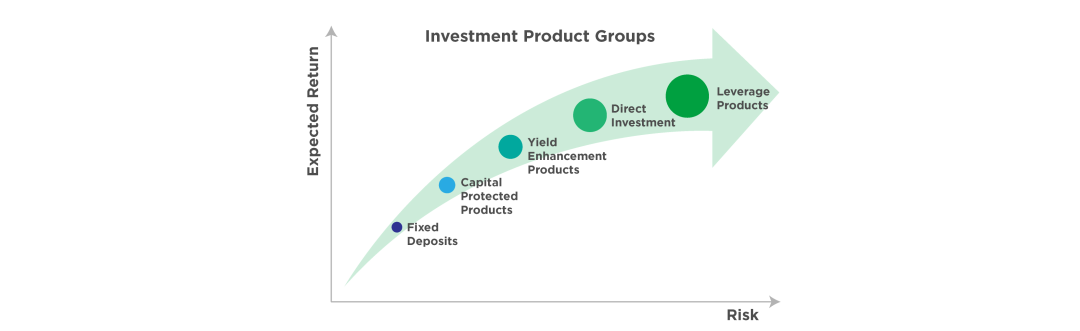 Investment Product Groups
Expected Return
Leverage
Products
Direct
Investment
Yield
Enhancement
Products
Capital
Protected
Products
Fixed
Deposits
Risk